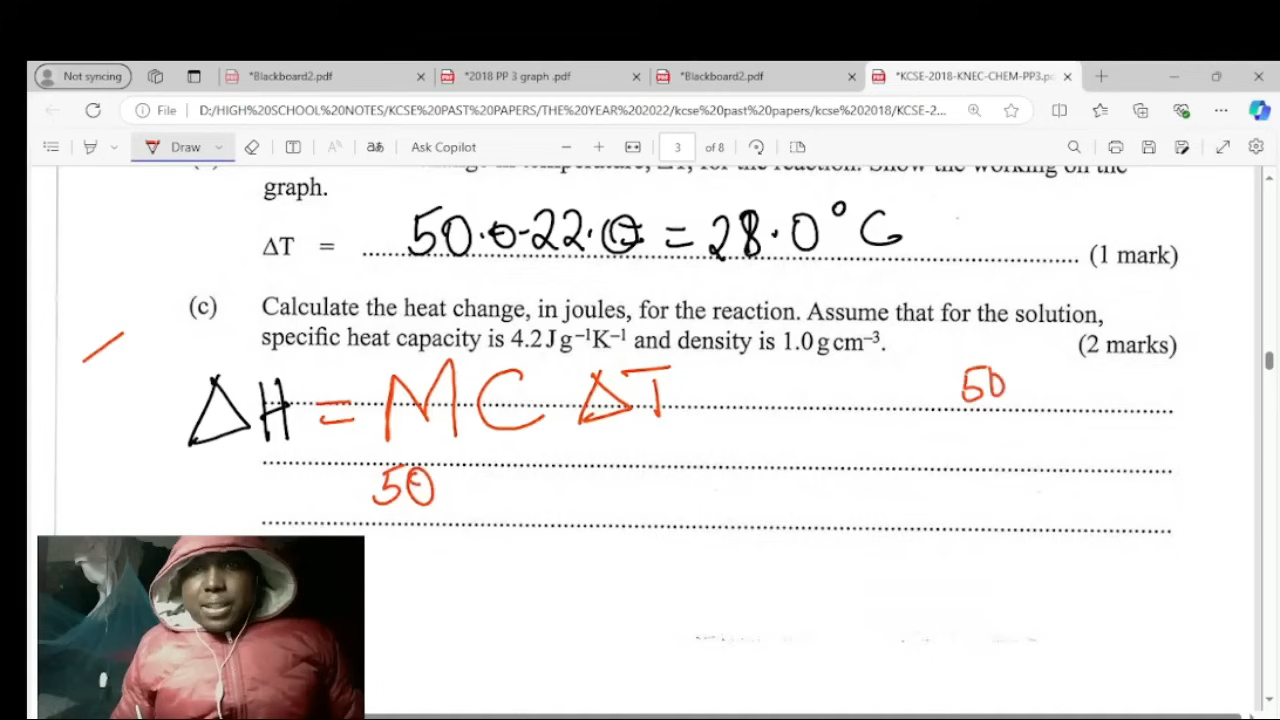 Not syncing
*Blackboard2.pdf
*2018 PP 3 graph .pdf
*Blackboard2.pdf
*KCSE-2018-KNEC-CHEM-PP3.p
File
D:/HIGH%20SCHOOL%20NOTES/KCSE%20PAST%20PAPERS/THE%20YEAR%202022/kcse%20past%20papers/kcse%202018/KCSE-2...
Draw
Ask Copilot
3 of 8
graph.
ΔT = 50.0-22.0 = 28.0°C (1 mark)
(c) Calculate the heat change, in joules, for the reaction. Assume that for the solution,
specific heat capacity is 4.2 J g⁻¹K⁻¹ and density is 1.0 g cm⁻³. (2 marks)
ΔH = MCΔT
50
50